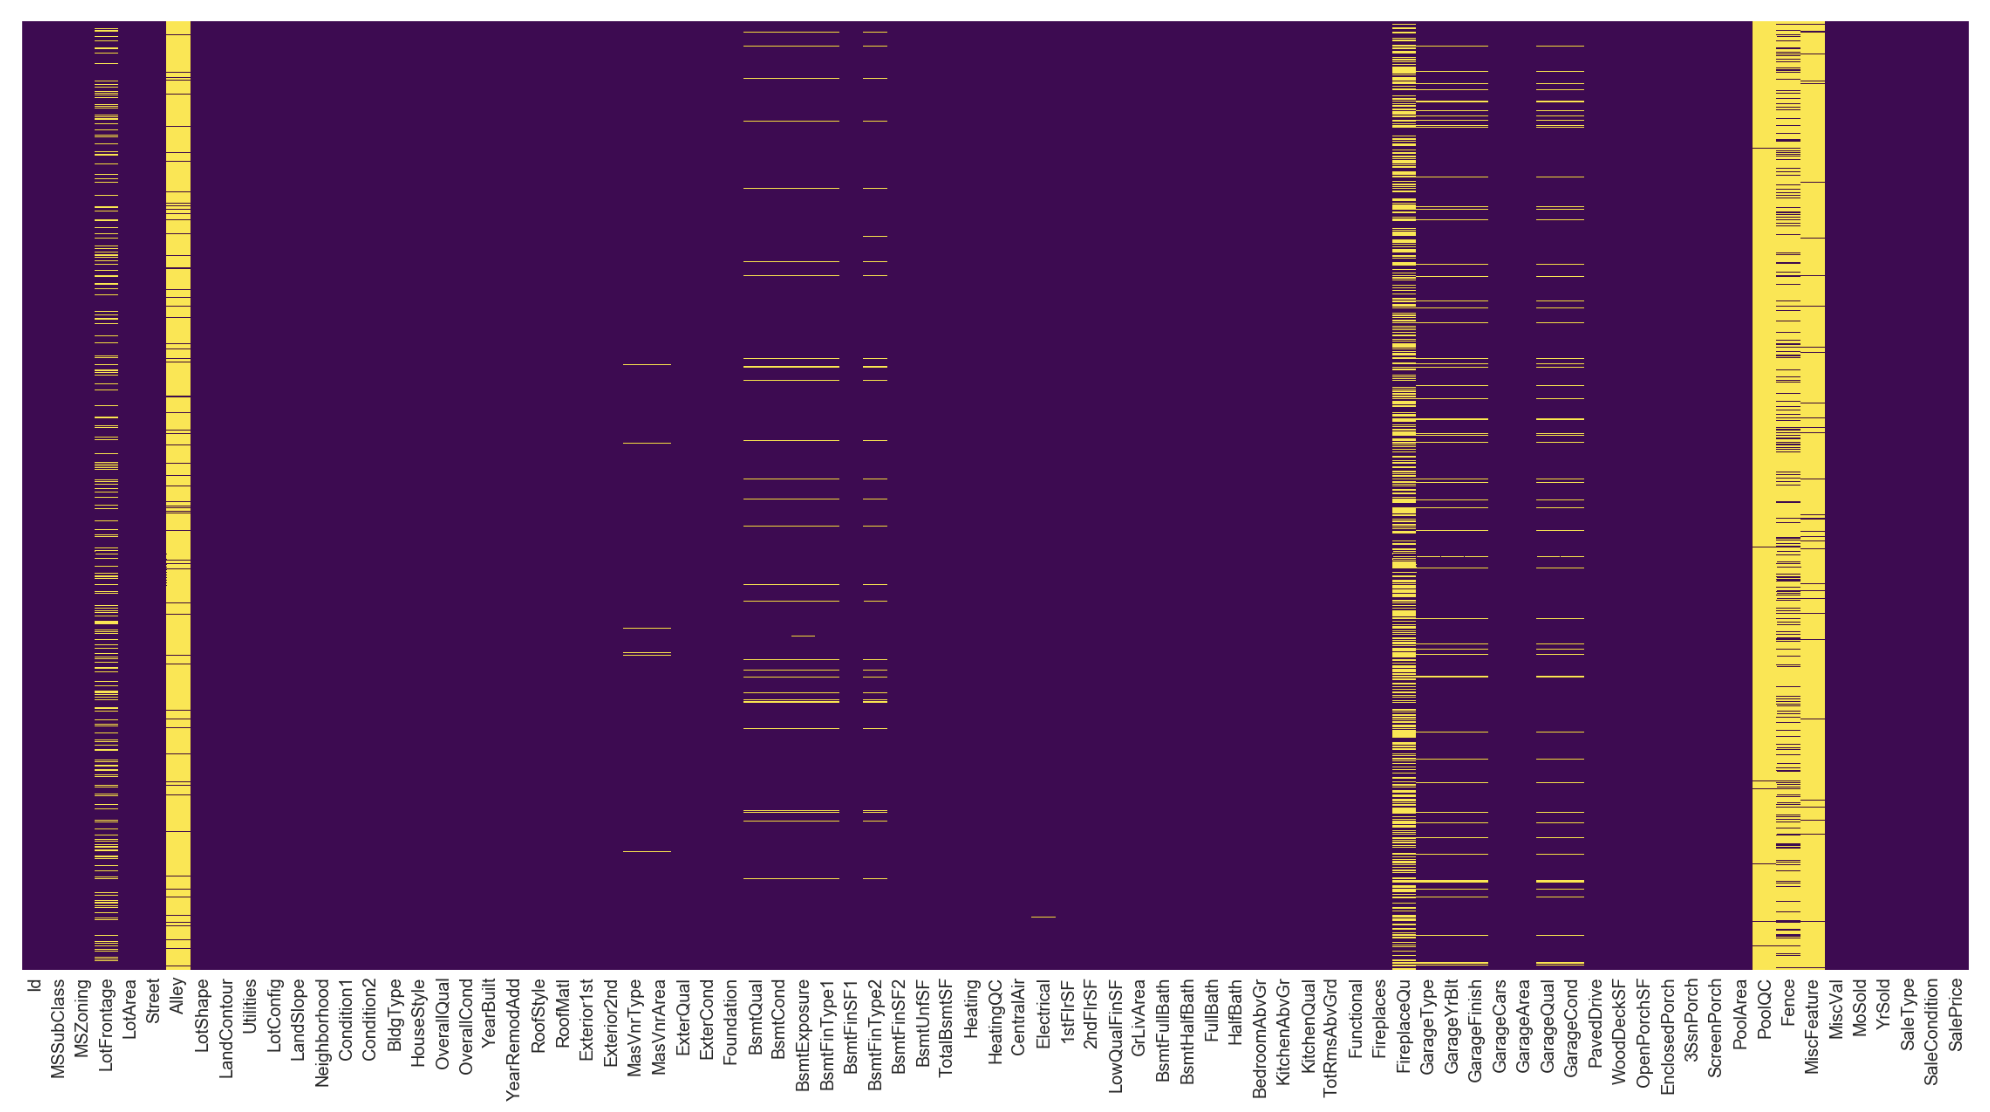 Id
MSSubClass
MSZoning
LotFrontage
LotArea
Street
Alley
LotShape
LandContour
Utilities
LotConfig
LandSlope
Neighborhood
Condition1
Condition2
BldgType
HouseStyle
OverallQual
OverallCond
YearBuilt
YearRemodAdd
RoofStyle
RoofMatl
Exterior1st
Exterior2nd
MasVnrType
MasVnrArea
ExterQual
ExterCond
Foundation
BsmtQual
BsmtCond
BsmtExposure
BsmtFinType1
BsmtFinSF1
BsmtFinType2
BsmtFinSF2
BsmtUnfSF
TotalBsmtSF
Heating
HeatingQC
CentralAir
Electrical
1stFlrSF
2ndFlrSF
LowQualFinSF
GrLivArea
BsmtFullBath
BsmtHalfBath
FullBath
HalfBath
BedroomAbvGr
KitchenAbvGr
KitchenQual
TotRmsAbvGrd
Functional
Fireplaces
FireplaceQu
GarageType
GarageYrBlt
GarageFinish
GarageCars
GarageArea
GarageQual
GarageCond
PavedDrive
WoodDeckSF
OpenPorchSF
EnclosedPorch
3SsnPorch
ScreenPorch
PoolArea
PoolQC
Fence
MiscFeature
MiscVal
MoSold
YrSold
SaleType
SaleCondition
SalePrice